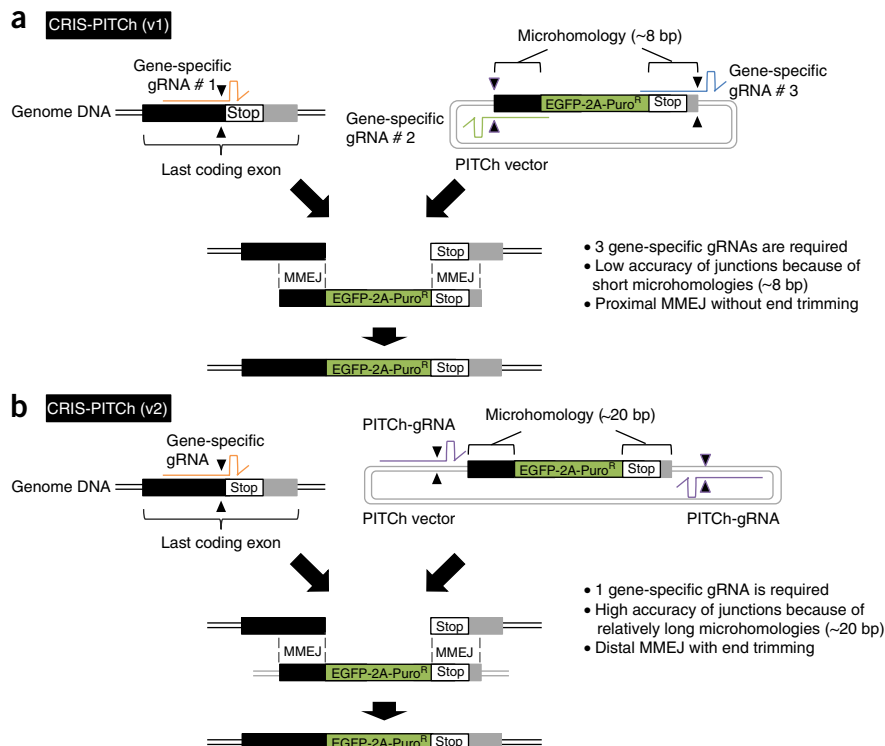 a
CRIS-PITCh (v1)
Microhomology (~8 bp)
Gene-specific
gRNA # 1
Gene-specific
gRNA # 3
Genome DNA
Stop
EGFP-2A-Puro^R
Stop
Gene-specific
gRNA # 2
Last coding exon
PITCh vector
Stop
MMEJ
MMEJ
EGFP-2A-Puro^R
Stop
• 3 gene-specific gRNAs are required
• Low accuracy of junctions because of
short microhomologies (~8 bp)
• Proximal MMEJ without end trimming
EGFP-2A-Puro^R
Stop
b
CRIS-PITCh (v2)
Microhomology (~20 bp)
PITCh-gRNA
Gene-specific
gRNA
Genome DNA
Stop
EGFP-2A-Puro^R
Stop
Last coding exon
PITCh vector
PITCh-gRNA
Stop
MMEJ
MMEJ
EGFP-2A-Puro^R
Stop
• 1 gene-specific gRNA is required
• High accuracy of junctions because of
relatively long microhomologies (~20 bp)
• Distal MMEJ with end trimming
EGFP-2A-Puro^R
Stop